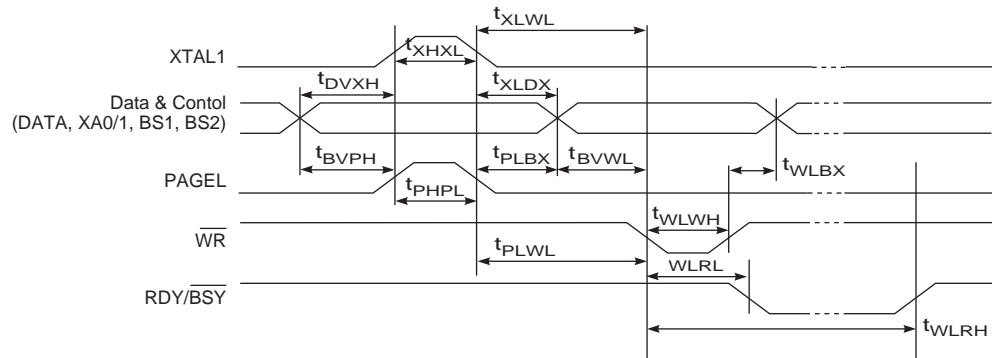 tXLWL
XTAL1
tXHXL
tDVXH
tXLDX
Data & Contol
(DATA, XA0/1, BS1, BS2)
tBVPH
tPLBX
tBVWL
tWLBX
PAGEL
tPHPL
WR
tWLWH
tPLWL
WLRL
RDY/BSY
tWLRH